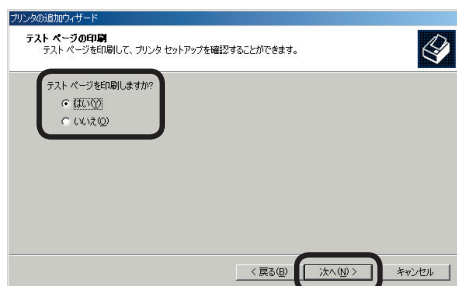 プリンタの追加ウィザード
テスト ページの印刷
テスト ページを印刷して、プリンタ セットアップを確認することができます。
テスト ページを印刷しますか?
はい(Y)
いいえ(O)
< 戻る(B)
次へ(N) >
キャンセル